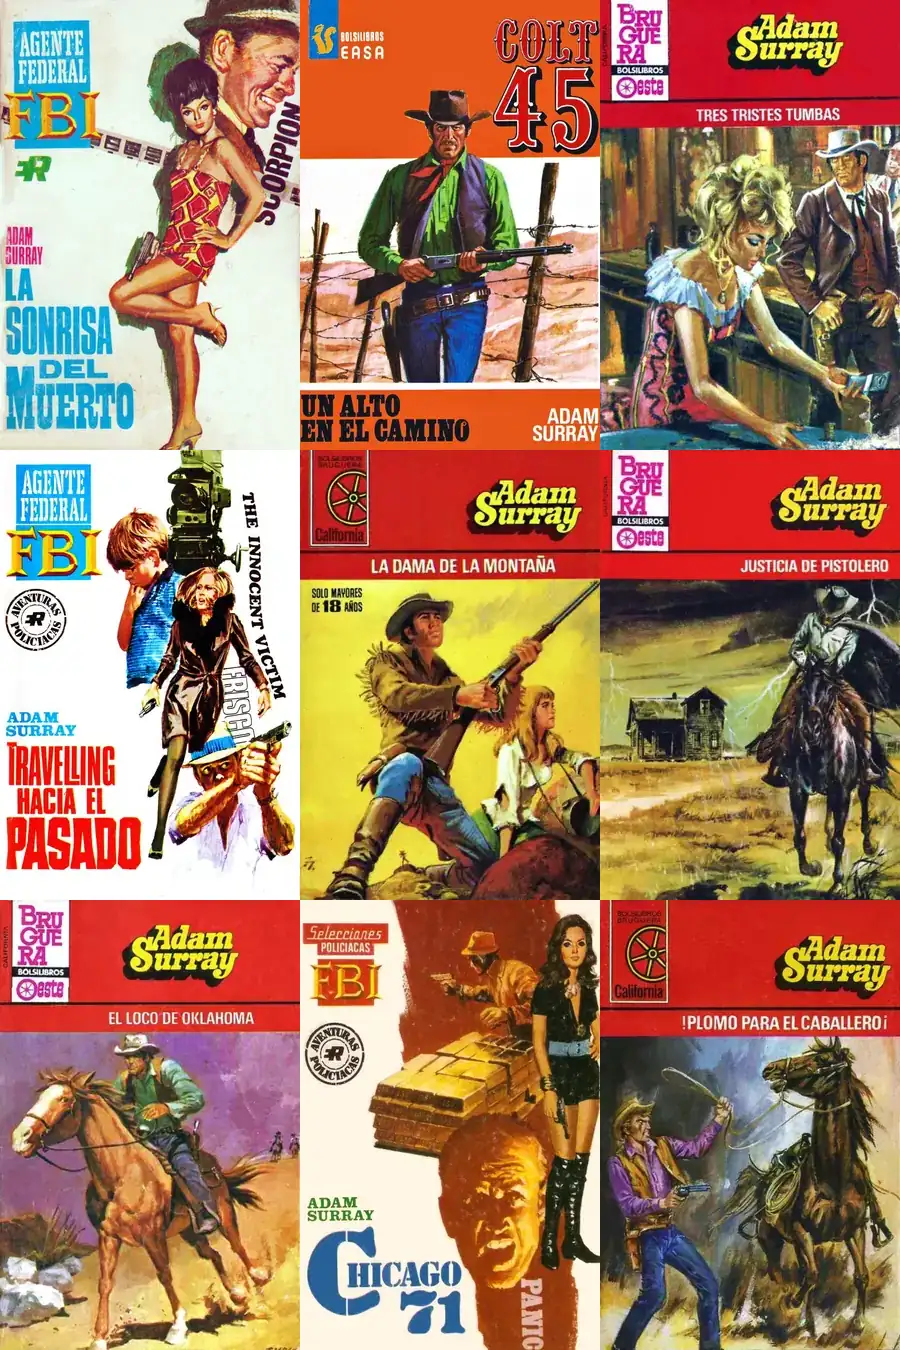 AGENTE
FEDERAL
FBI
R
SCORPION
ADAM
SURRAY
LA
SONRISA
DEL
MUERTO
BOLSILIBROS
EASA
COLT
45
UN ALTO
EN EL CAMINO
ADAM
SURRAY
BRU
GUE
RA
BOLSILIBROS
Oeste
CALIFORNIA
Adam
Surray
TRES TRISTES TUMBAS
AGENTE
FEDERAL
FBI
AVENTURAS
R
POLICIACAS
THE INNOCENT VICTIM
FRISCO
ADAM
SURRAY
TRAVELLING
HACIA EL
PASADO
BOLSILIBROS
BRUGUERA
California
Adam
Surray
LA DAMA DE LA MONTAÑA
SOLO MAYORES
DE 18 AÑOS
BRU
GUE
RA
BOLSILIBROS
Oeste
CALIFORNIA
Adam
Surray
JUSTICIA DE PISTOLERO
BRU
GUE
RA
BOLSILIBROS
Oeste
CALIFORNIA
Adam
Surray
EL LOCO DE OKLAHOMA
Selecciones
POLICIACAS
FBI
AVENTURAS
R
POLICIACAS
ADAM
SURRAY
CHICAGO
71
PANIC
BOLSILIBROS
BRUGUERA
California
Adam
Surray
!PLOMO PARA EL CABALLERO¡